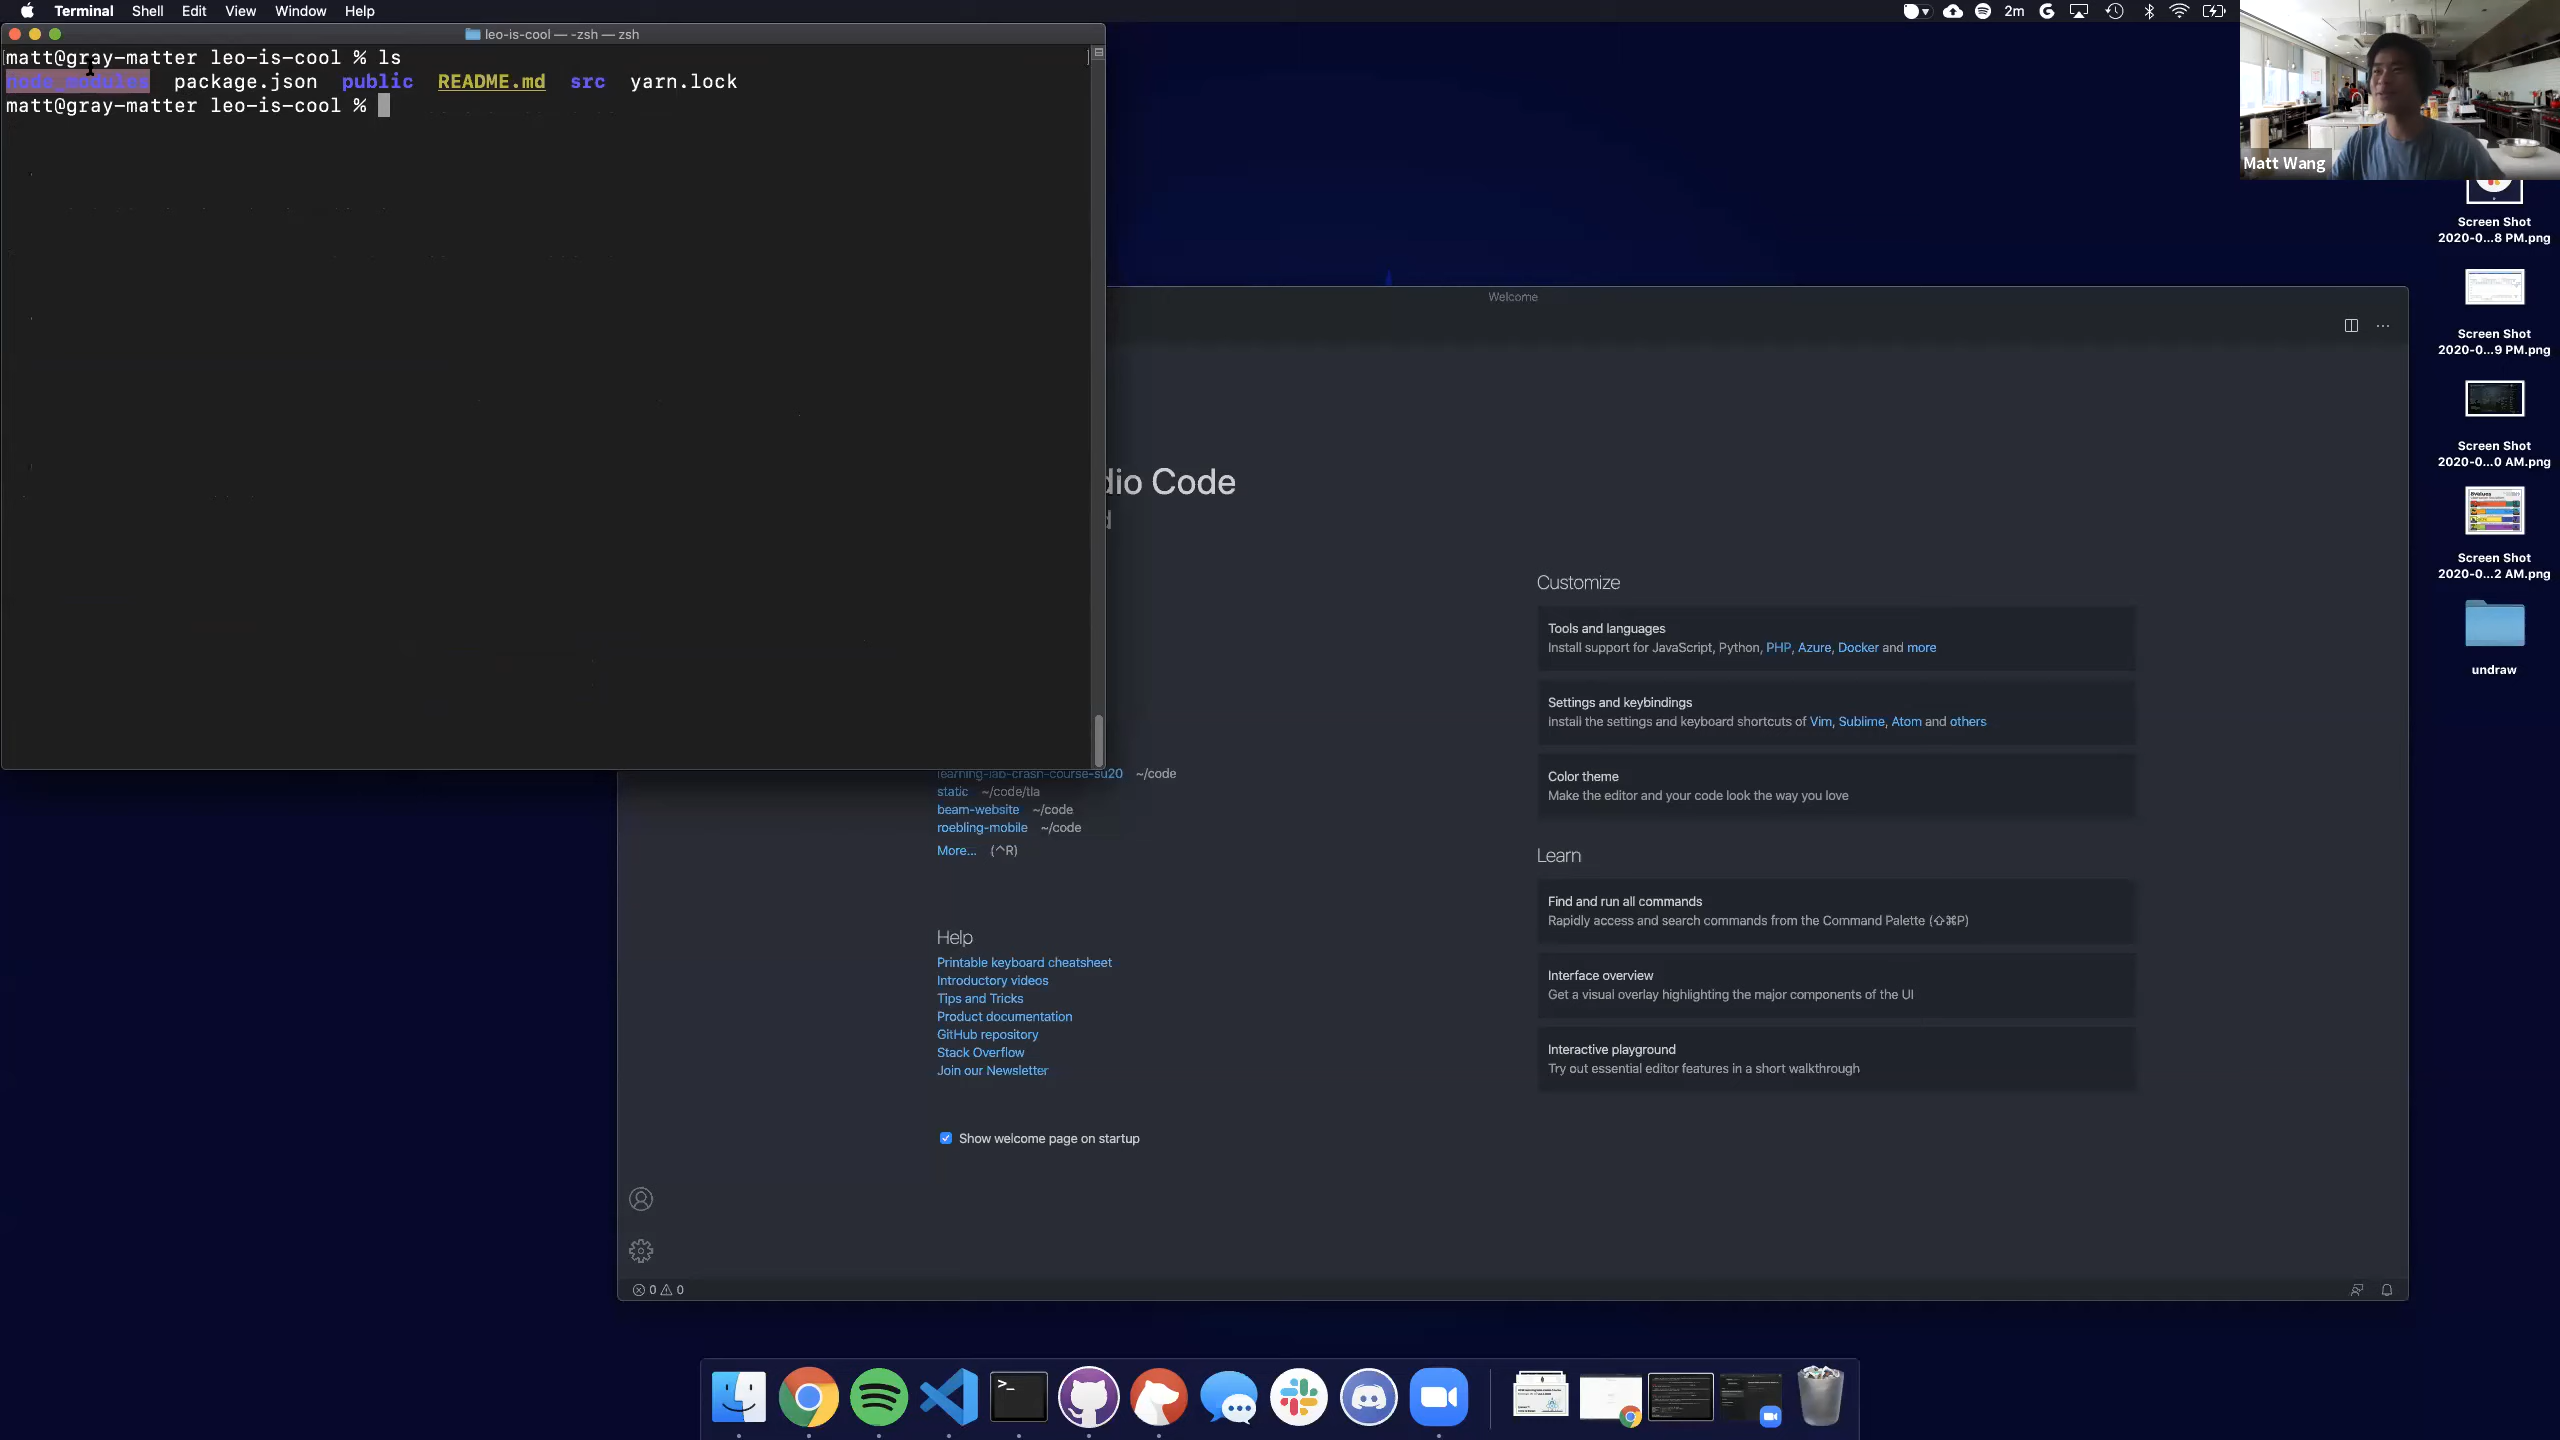 Terminal Shell Edit View Window Help
2m
leo-is-cool — -zsh — zsh
matt@gray-matter leo-is-cool % ls
node_modules package.json public README.md src yarn.lock
matt@gray-matter leo-is-cool %
Matt Wang
Screen Shot
2020-0...8 PM.png
Screen Shot
2020-0...9 PM.png
Screen Shot
2020-0...0 AM.png
Screen Shot
2020-0...2 AM.png
undraw
Welcome
dio Code
d
learning-lab-crash-course-su20 ~/code
static ~/code/tla
beam-website ~/code
roebling-mobile ~/code
More... (^R)
Help
Printable keyboard cheatsheet
Introductory videos
Tips and Tricks
Product documentation
GitHub repository
Stack Overflow
Join our Newsletter
Show welcome page on startup
Customize
Tools and languages
Install support for JavaScript, Python, PHP, Azure, Docker and more
Settings and keybindings
Install the settings and keyboard shortcuts of Vim, Sublime, Atom and others
Color theme
Make the editor and your code look the way you love
Learn
Find and run all commands
Rapidly access and search commands from the Command Palette (⇧⌘P)
Interface overview
Get a visual overlay highlighting the major components of the UI
Interactive playground
Try out essential editor features in a short walkthrough
0 0
>_